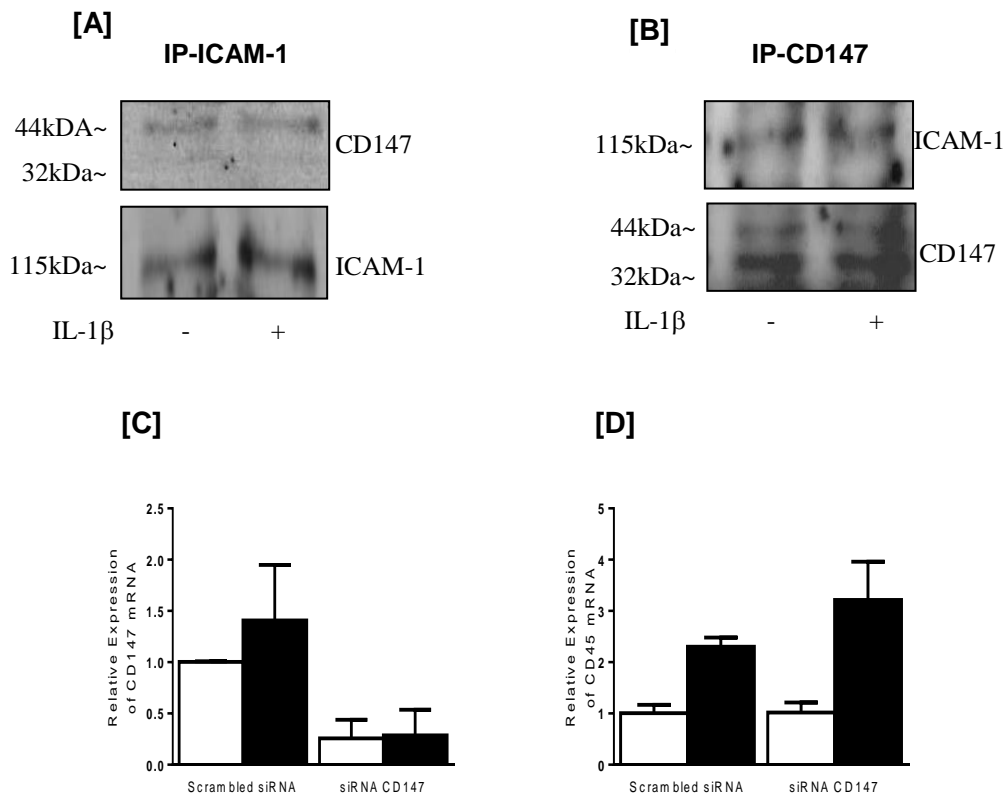 [A]
IP-ICAM-1
44kDA~
32kDa~
CD147
115kDa~
ICAM-1
IL-1β - +
[B]
IP-CD147
115kDa~
ICAM-1
44kDa~
32kDa~
CD147
IL-1β - +
[C]
Relative Expression
of CD147 mRNA
2.5
2.0
1.5
1.0
0.5
0.0
Scrambled siRNA siRNA CD147
[D]
Relative Expression
of CD45 mRNA
5
4
3
2
1
0
Scrambled siRNA siRNA CD147